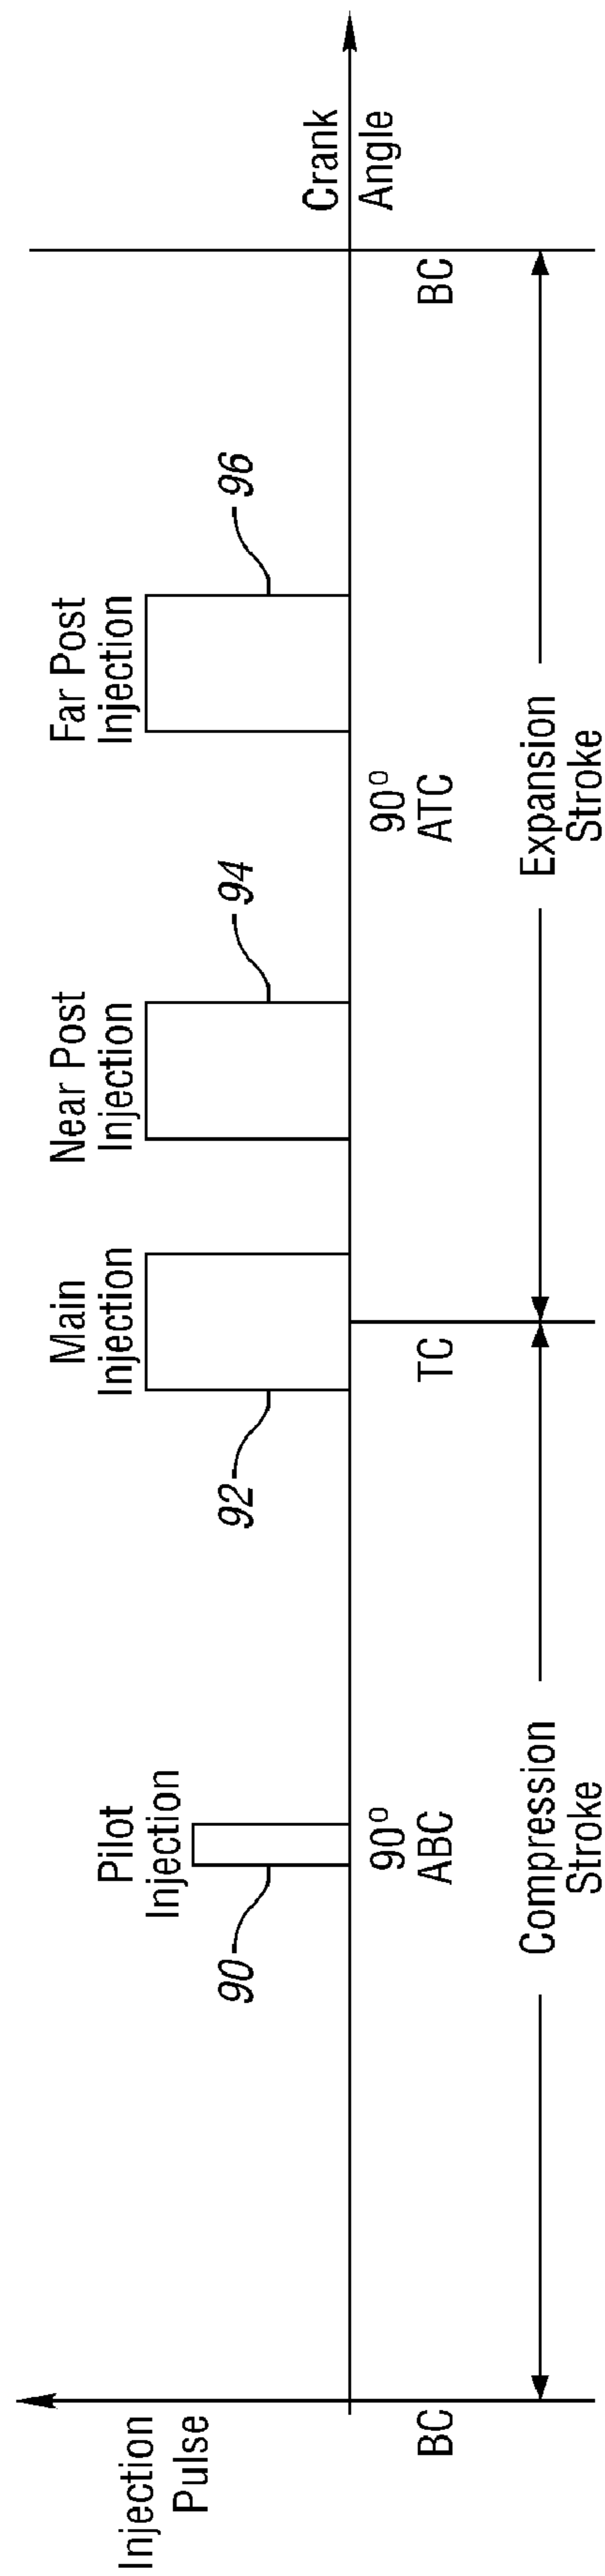 Injection
Pulse
Pilot
Injection
90
Main
Injection
92
Near Post
Injection
94
Far Post
Injection
96
Crank
Angle
BC
90°
ABC
TC
90°
ATC
BC
Compression
Stroke
Expansion
Stroke